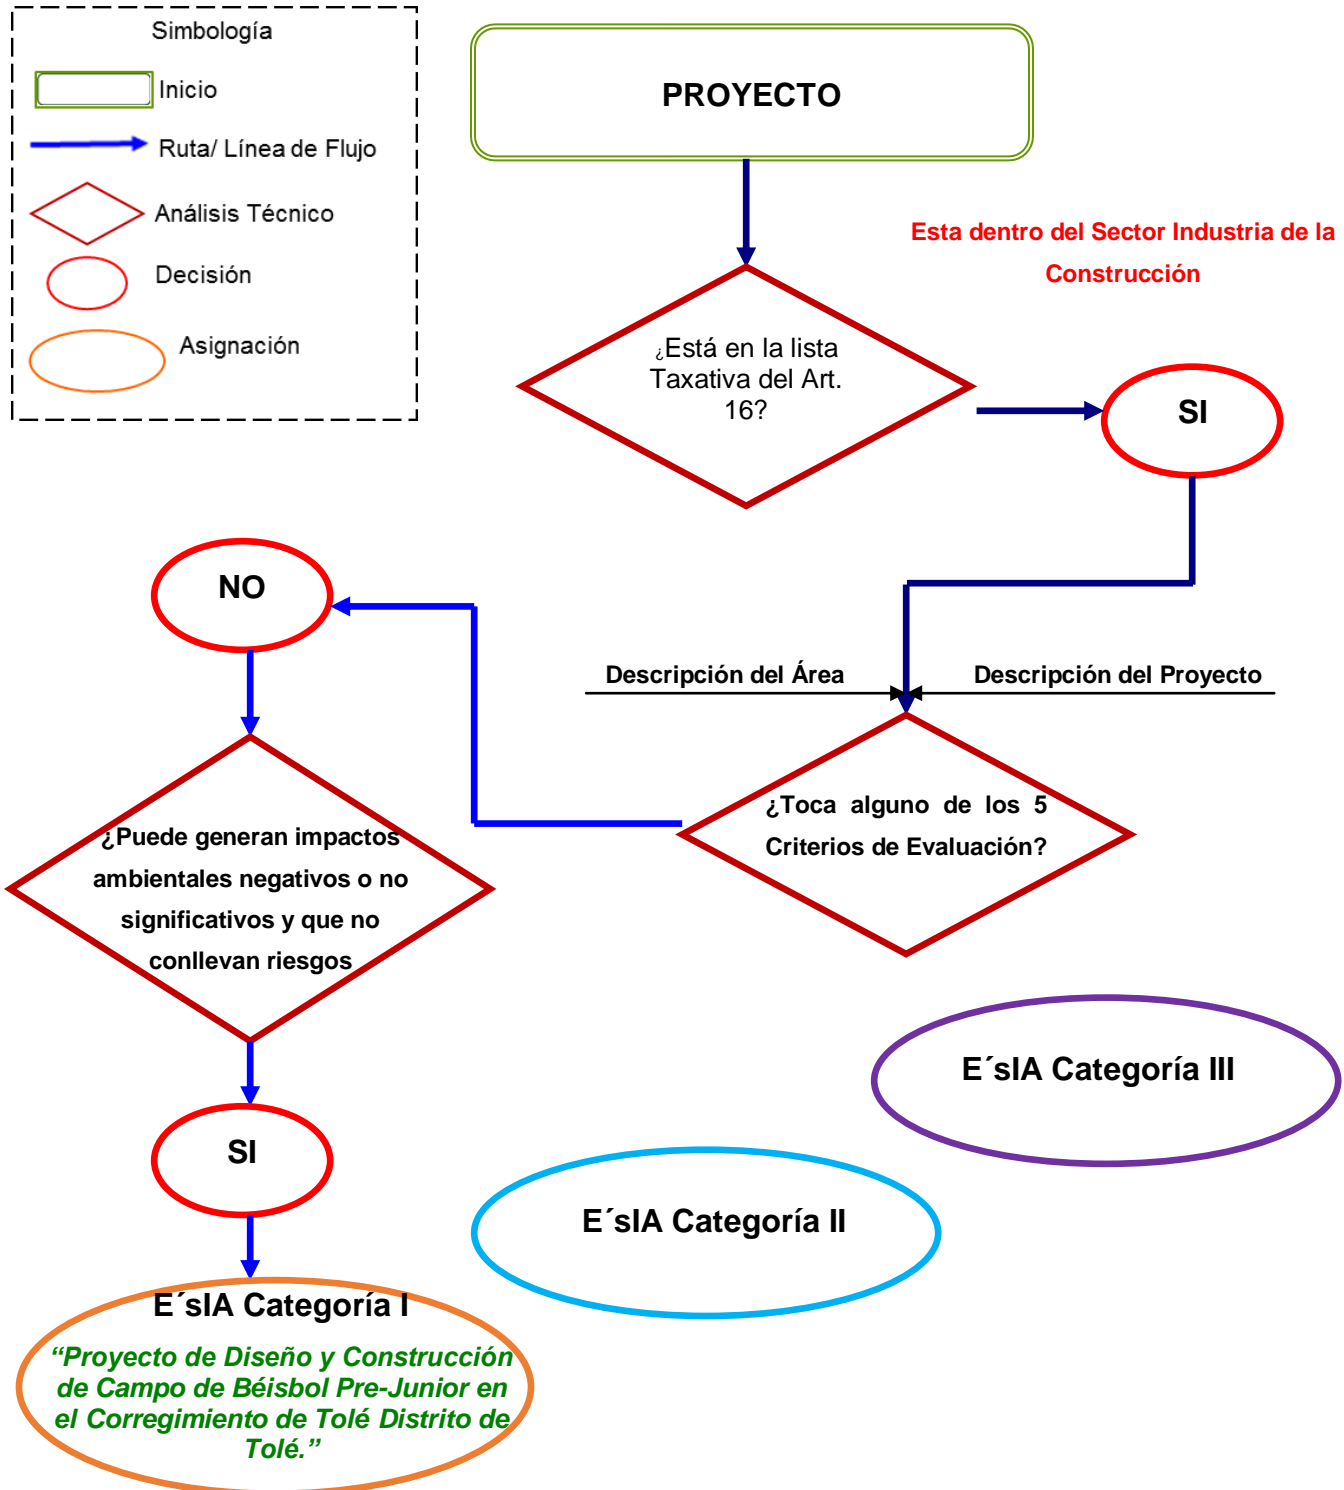 Simbología
Inicio
Ruta/ Línea de Flujo
Análisis Técnico
Decisión
Asignación
PROYECTO
Esta dentro del Sector Industria de la
Construcción
¿Está en la lista
Taxativa del Art.
16?
SI
NO
Descripción del Área
Descripción del Proyecto
¿Toca alguno de los 5
Criterios de Evaluación?
¿Puede generan impactos
ambientales negativos o no
significativos y que no
conllevan riesgos
E´sIA Categoría III
SI
E´sIA Categoría II
E´sIA Categoría I
“Proyecto de Diseño y Construcción
de Campo de Béisbol Pre-Junior en
el Corregimiento de Tolé Distrito de
Tolé.”